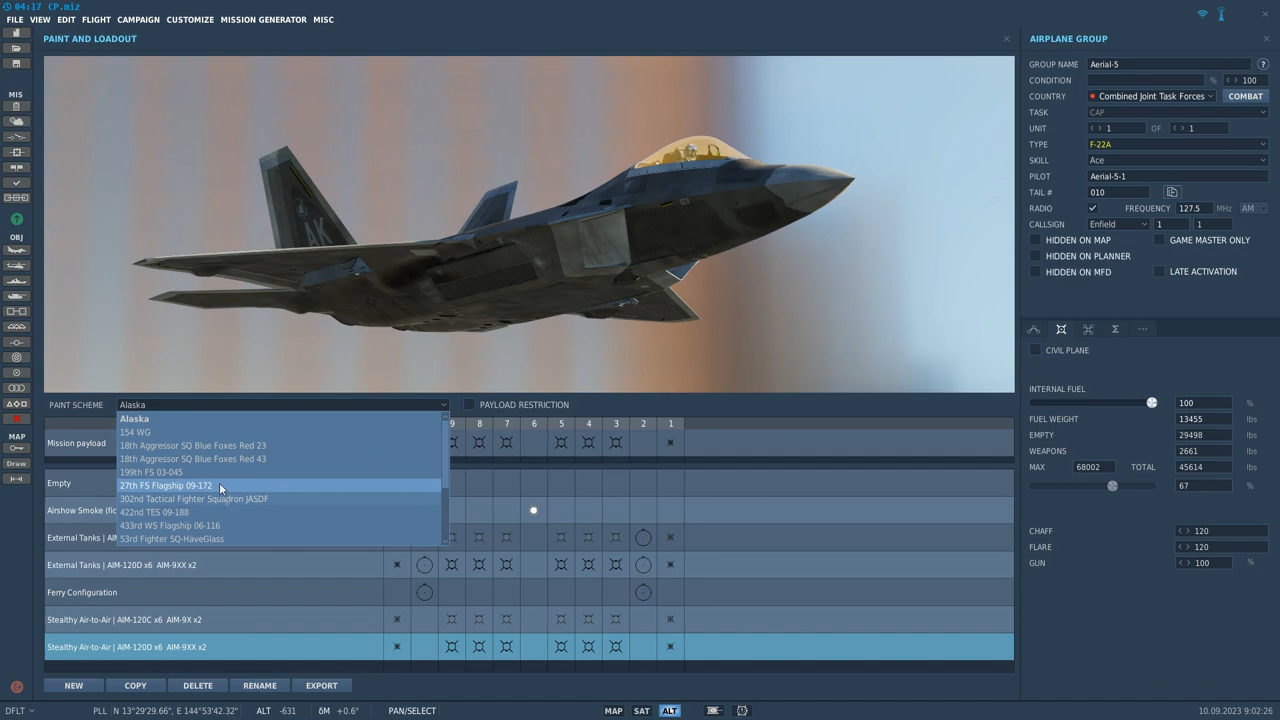 04:17 CP.miz
FILE VIEW EDIT FLIGHT CAMPAIGN CUSTOMIZE MISSION GENERATOR MISC
PAINT AND LOADOUT
MIS
OBJ
MAP
Draw
AK
PAINT SCHEME Alaska PAYLOAD RESTRICTION
Alaska
154 WG
18th Aggressor SQ Blue Foxes Red 23
18th Aggressor SQ Blue Foxes Red 43
199th FS 03-045
27th FS Flagship 09-172
302nd Tactical Fighter Squadron JASDF
422nd TES 09-188
433rd WS Flagship 06-116
53rd Fighter SQ-HaveGlass
9 8 7 6 5 4 3 2 1
Mission payload
Empty
Airshow Smoke (fic
External Tanks | AIM
External Tanks | AIM-120D x6 AIM-9XX x2
Ferry Configuration
Stealthy Air-to-Air | AIM-120C x6 AIM-9X x2
Stealthy Air-to-Air | AIM-120D x6 AIM-9XX x2
NEW COPY DELETE RENAME EXPORT
AIRPLANE GROUP
GROUP NAME Aerial-5 ?
CONDITION % < > 100
COUNTRY Combined Joint Task Forces COMBAT
TASK CAP
UNIT < > 1 OF < > 1
TYPE F-22A
SKILL Ace
PILOT Aerial-5-1
TAIL # 010
RADIO FREQUENCY 127.5 MHz AM
CALLSIGN Enfield 1 1
HIDDEN ON MAP GAME MASTER ONLY
HIDDEN ON PLANNER
HIDDEN ON MFD LATE ACTIVATION
CIVIL PLANE
INTERNAL FUEL
100 %
FUEL WEIGHT 13455 lbs
EMPTY 29498 lbs
WEAPONS 2661 lbs
MAX 68002 TOTAL 45614 lbs
67 %
CHAFF < > 120
FLARE < > 120
GUN < > 100 %
DFLT PLL N 13°29'29.66", E 144°53'42.32" ALT -631 δM +0.6° PAN/SELECT MAP SAT ALT 10.09.2023 9:02:26